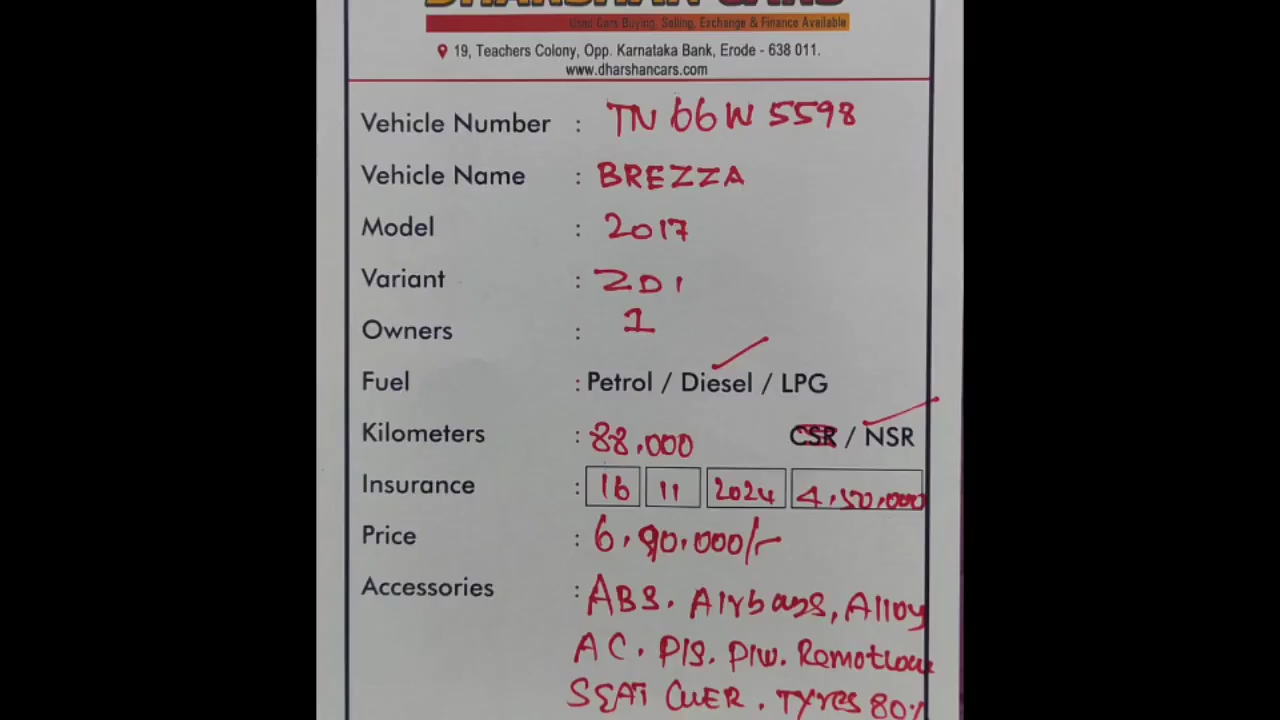 DHARSHAN CARS
Used Cars Buying, Selling, Exchange & Finance Available
19, Teachers Colony, Opp. Karnataka Bank, Erode - 638 011.
www.dharshancars.com
Vehicle Number : TN 66 W 5598
Vehicle Name : BREZZA
Model : 2017
Variant : ZDI
Owners : 1
Fuel : Petrol / Diesel / LPG
Kilometers : 88,000 CSR / NSR
Insurance : 16 11 2024 4,50,000
Price : 6,90,000/-
Accessories : ABS. Airbags, Alloy
AC. P/S. P/W. Remotlock
SEAT CUER. TYRES 80%